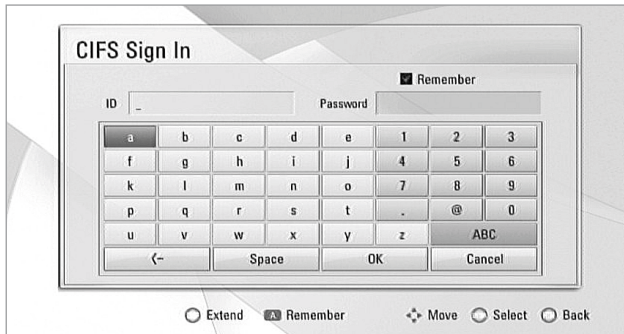 CIFS Sign In
Remember
ID _ Password
a b c d e 1 2 3
f g h i j 4 5 6
k l m n o 7 8 9
p q r s t . @ 0
u v w x y z ABC
<- Space OK Cancel
Extend A Remember Move Select Back